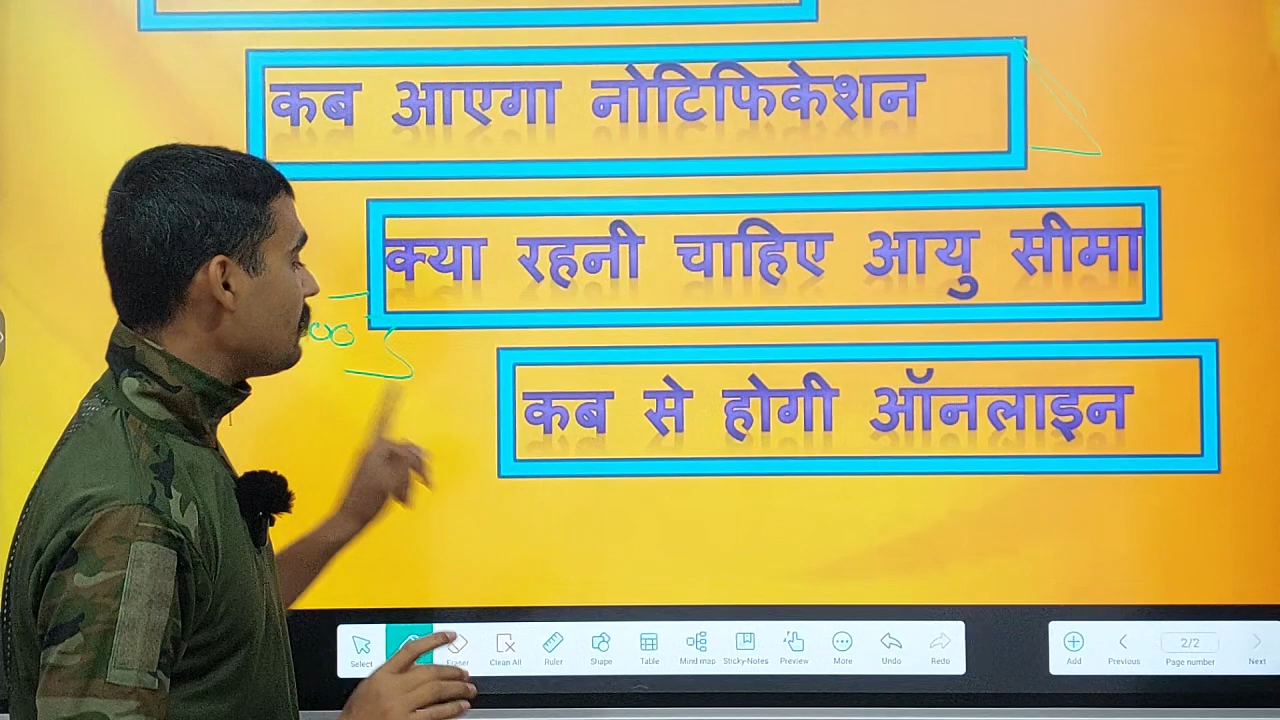 कब आएगा नोटिफिकेशन
क्या रहनी चाहिए आयु सीमा
कब से होगी ऑनलाइन
Select
Eraser
Clean All
Ruler
Shape
Table
Mind map
Sticky-Notes
Preview
More
Undo
Redo
Add
Previous
2/2
Page number
Next